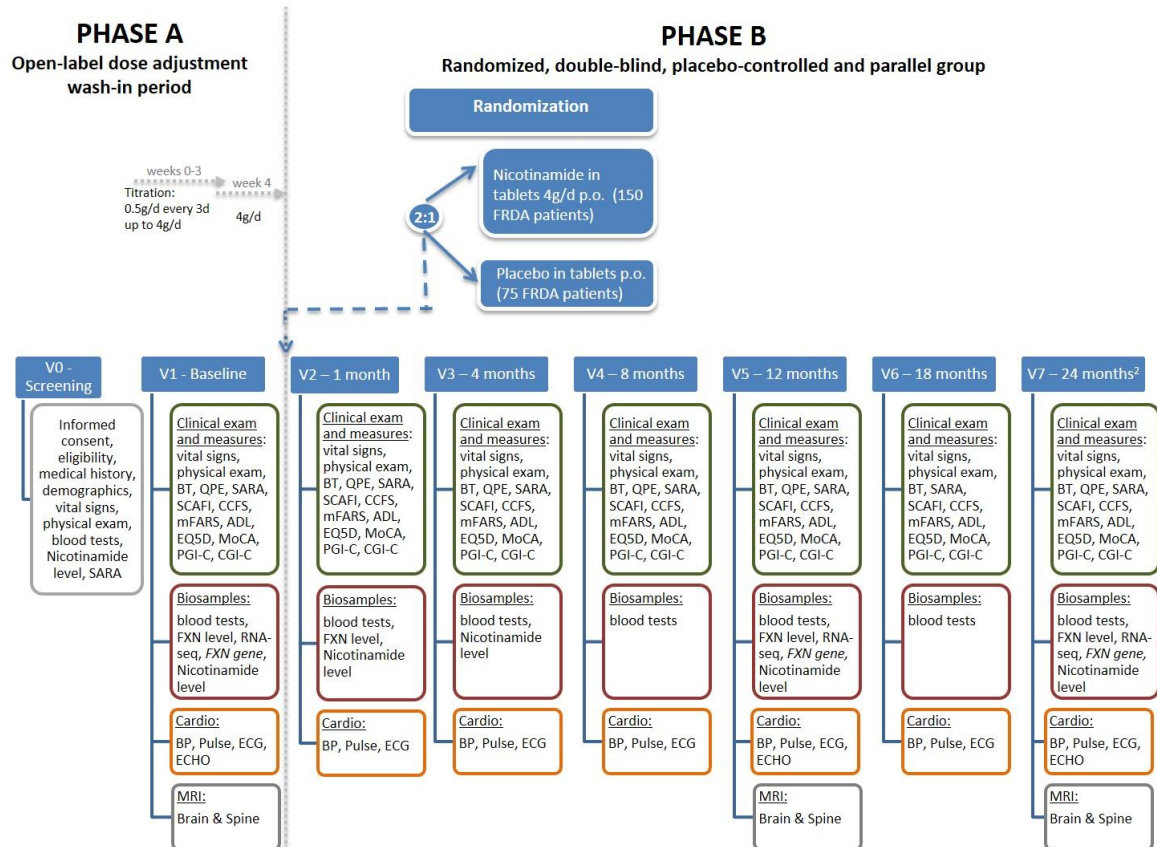 PHASE A
Open-label dose adjustment
wash-in period
PHASE B
Randomized, double-blind, placebo-controlled and parallel group
Randomization
weeks 0-3
week 4
Titration:
0.5g/d every 3d
up to 4g/d
4g/d
2:1
Nicotinamide in
tablets 4g/d p.o. (150
FRDA patients)
Placebo in tablets p.o.
(75 FRDA patients)
V0 -
Screening
Informed
consent,
eligibility,
medical history,
demographics,
vital signs,
physical exam,
blood tests,
Nicotinamide
level, SARA
V1 - Baseline
Clinical exam
and measures:
vital signs,
physical exam,
BT, QPE, SARA,
SCAFI, CCFS,
mFARS, ADL,
EQ5D, MoCA,
PGI-C, CGI-C
Biosamples:
blood tests,
FXN level, RNA-
seq, FXN gene,
Nicotinamide
level
Cardio:
BP, Pulse, ECG,
ECHO
MRI:
Brain & Spine
V2 – 1 month
Clinical exam
and measures:
vital signs,
physical exam,
BT, QPE, SARA,
SCAFI, CCFS,
mFARS, ADL,
EQ5D, MoCA,
PGI-C, CGI-C
Biosamples:
blood tests,
FXN level,
Nicotinamide
level
Cardio:
BP, Pulse, ECG
V3 – 4 months
Clinical exam
and measures:
vital signs,
physical exam,
BT, QPE, SARA,
SCAFI, CCFS,
mFARS, ADL,
EQ5D, MoCA,
PGI-C, CGI-C
Biosamples:
blood tests,
Nicotinamide
level
Cardio:
BP, Pulse, ECG
V4 – 8 months
Clinical exam
and measures:
vital signs,
physical exam,
BT, QPE, SARA,
SCAFI, CCFS,
mFARS, ADL,
EQ5D, MoCA,
PGI-C, CGI-C
Biosamples:
blood tests
Cardio:
BP, Pulse, ECG
V5 – 12 months
Clinical exam
and measures:
vital signs,
physical exam,
BT, QPE, SARA,
SCAFI, CCFS,
mFARS, ADL,
EQ5D, MoCA,
PGI-C, CGI-C
Biosamples:
blood tests,
FXN level, RNA-
seq, FXN gene,
Nicotinamide
level
Cardio:
BP, Pulse, ECG,
ECHO
MRI:
Brain & Spine
V6 – 18 months
Clinical exam
and measures:
vital signs,
physical exam,
BT, SARA,
SCAFI, CCFS,
mFARS, ADL,
EQ5D, MoCA,
PGI-C, CGI-C
Biosamples:
blood tests
Cardio:
BP, Pulse, ECG
V7 – 24 months²
Clinical exam
and measures:
vital signs,
physical exam,
BT, QPE, SARA,
SCAFI, CCFS,
mFARS, ADL,
EQ5D, MoCA,
PGI-C, CGI-C
Biosamples:
blood tests,
FXN level, RNA-
seq, FXN gene,
Nicotinamide
level
Cardio:
BP, Pulse, ECG,
ECHO
MRI:
Brain & Spine